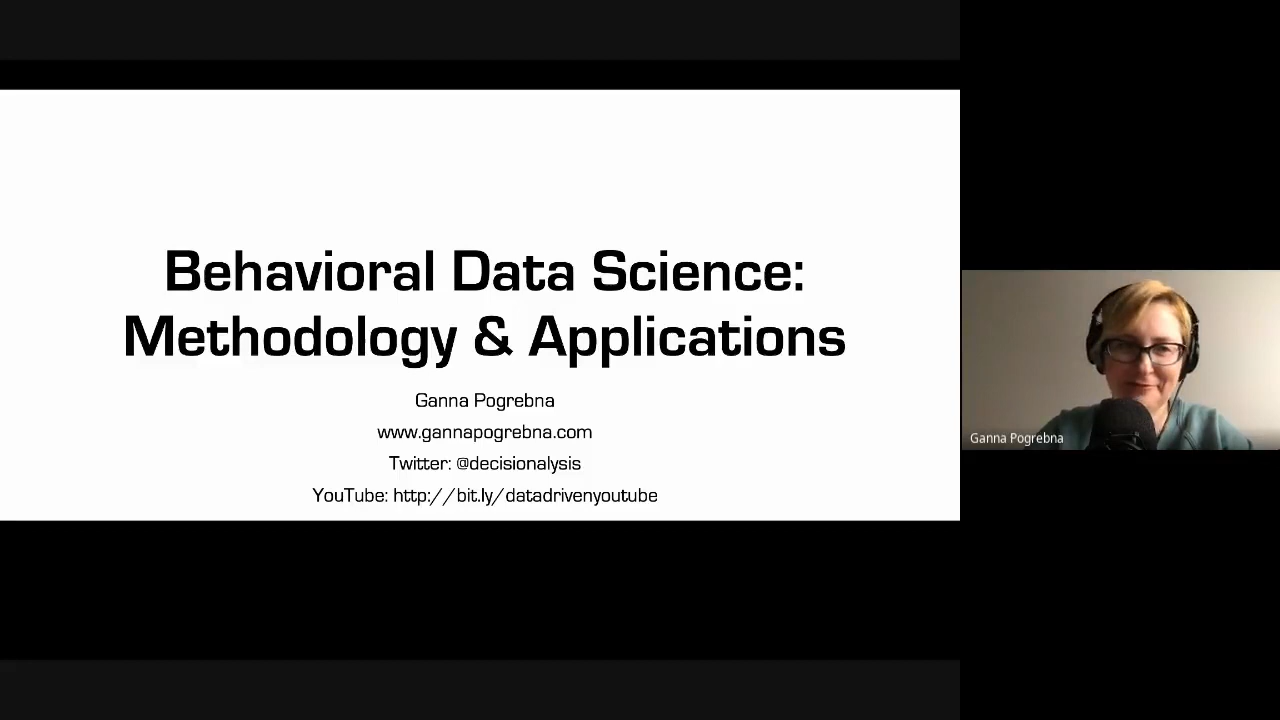 Behavioral Data Science:
Methodology & Applications
Ganna Pogrebna
www.gannapogrebna.com
Twitter: @decisionalysis
YouTube: http://bit.ly/datadrivenyoutube
Ganna Pogrebna